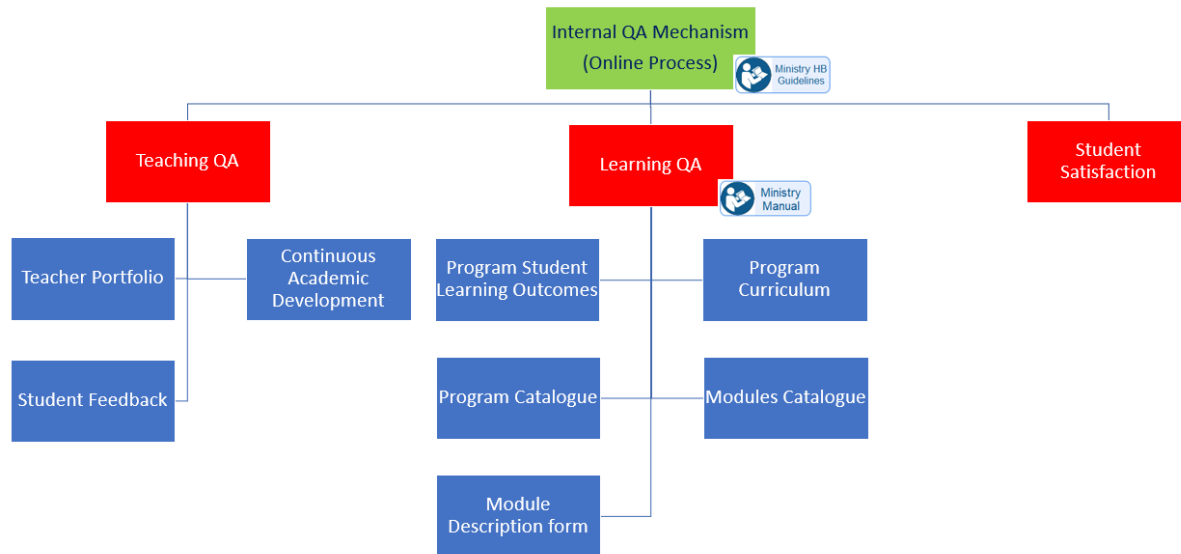 Internal QA Mechanism
(Online Process)
Ministry HB
Guidelines
Teaching QA
Learning QA
Student
Satisfaction
Ministry
Manual
Teacher Portfolio
Continuous
Academic
Development
Program Student
Learning Outcomes
Program
Curriculum
Student Feedback
Program Catalogue
Modules Catalogue
Module
Description form